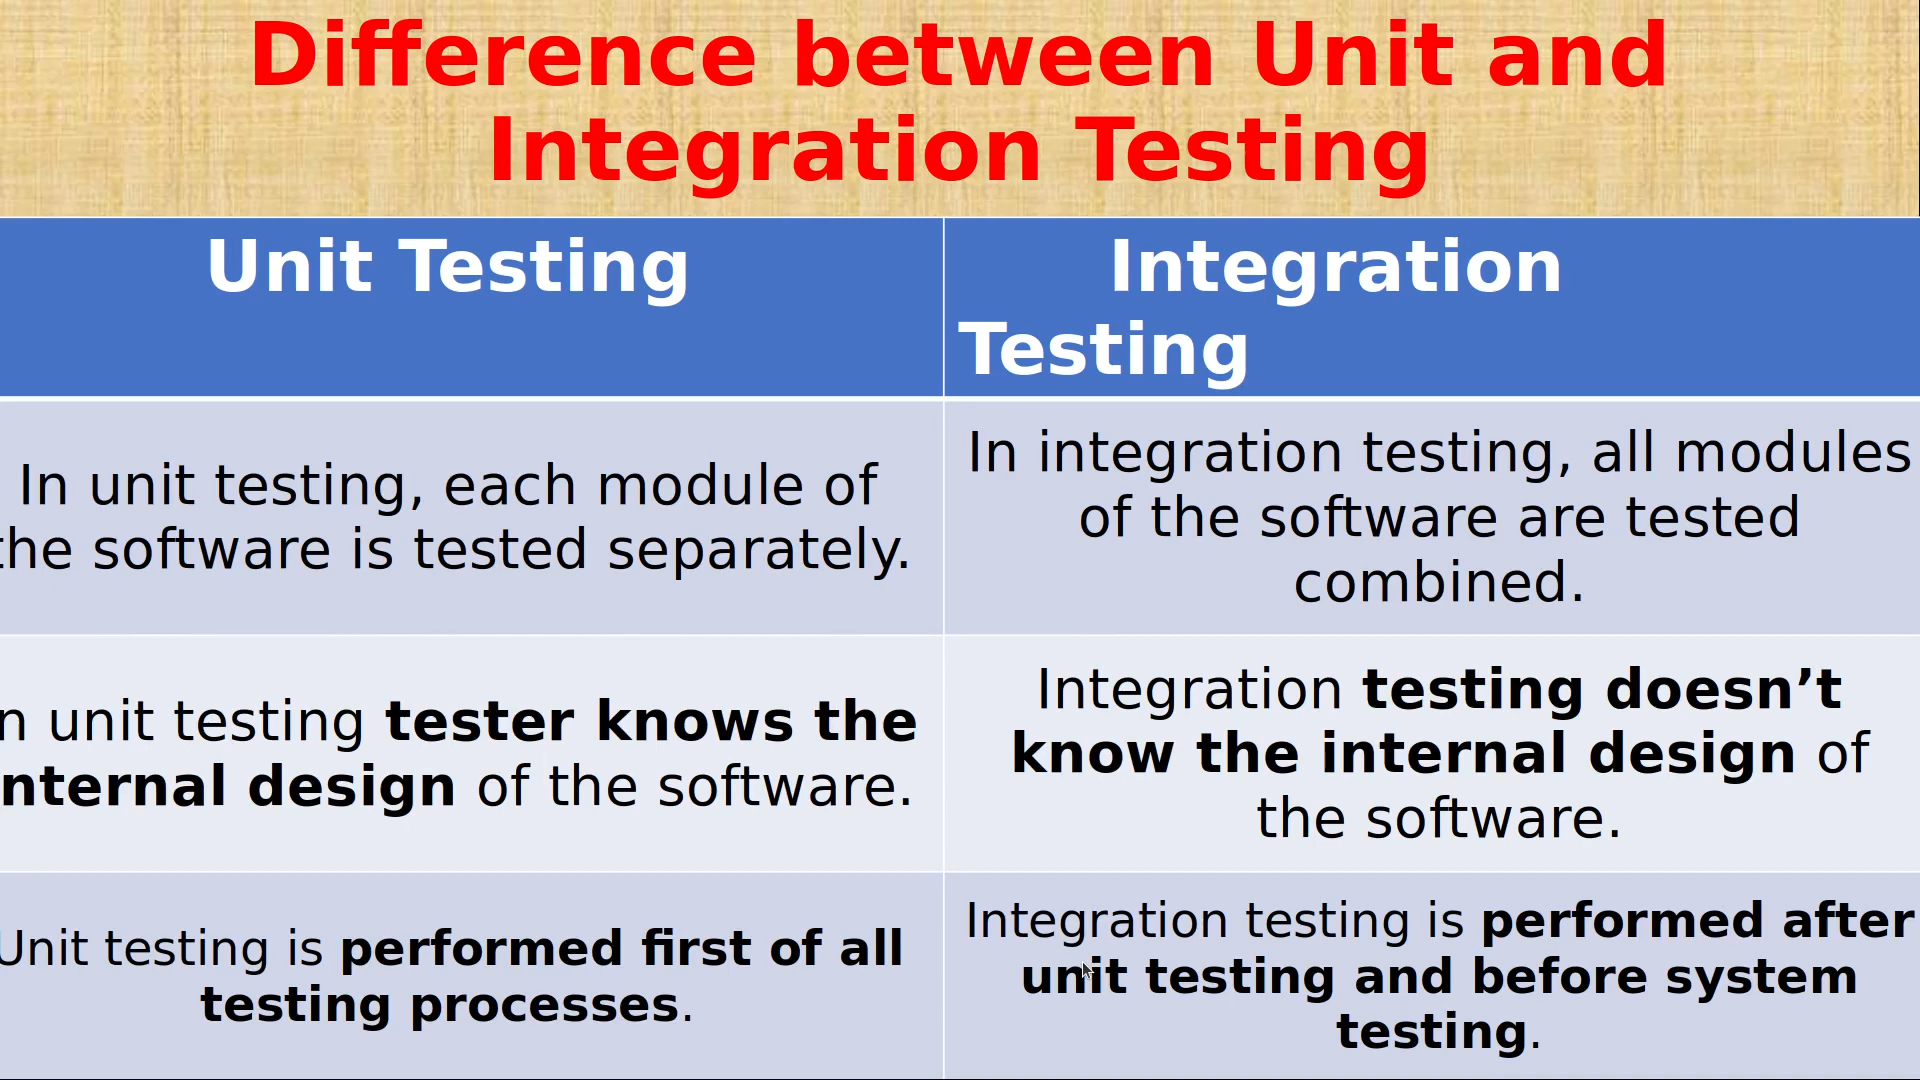 Difference between Unit and
Integration Testing
Unit Testing
Integration
Testing
In unit testing, each module of
the software is tested separately.
In integration testing, all modules
of the software are tested
combined.
n unit testing tester knows the
nternal design of the software.
Integration testing doesn’t
know the internal design of
the software.
Unit testing is performed first of all
testing processes.
Integration testing is performed after
unit testing and before system
testing.